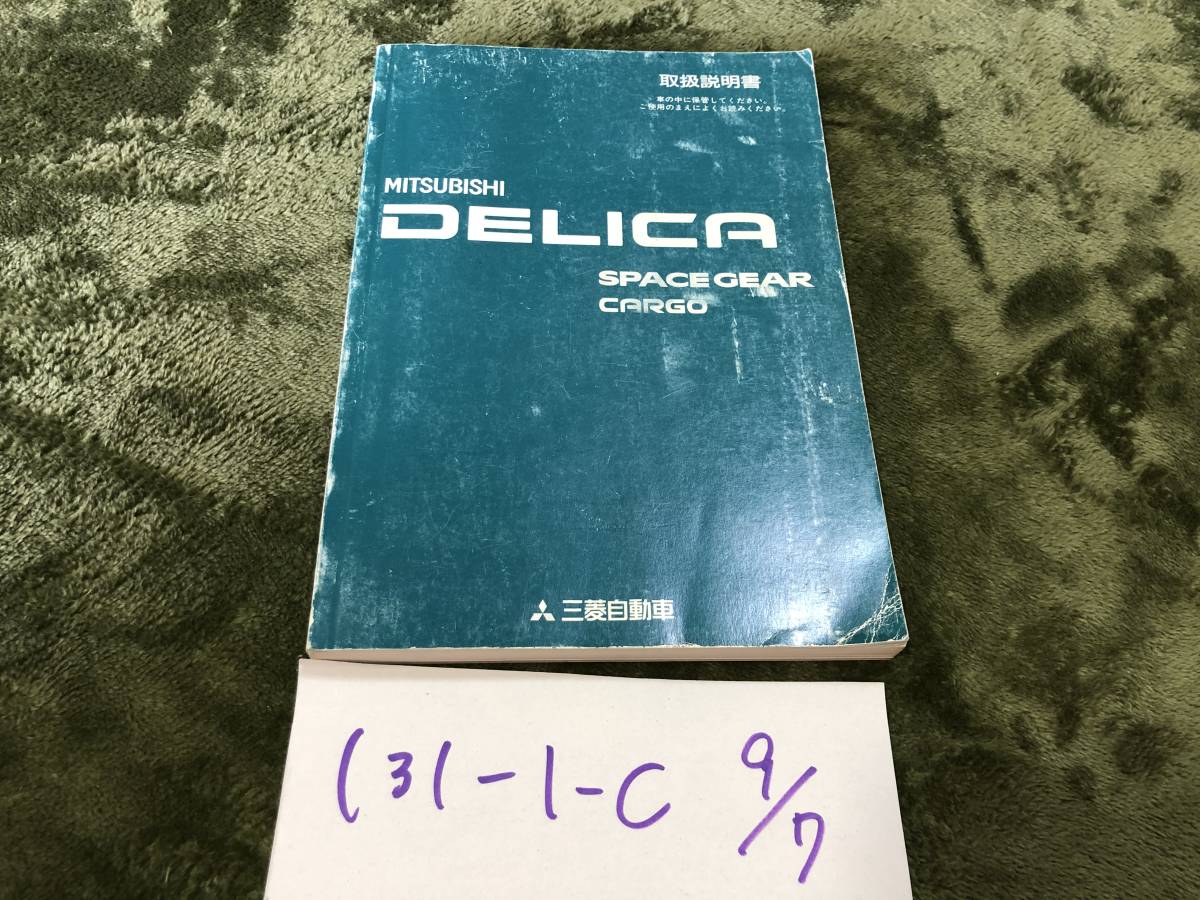 取扱説明書
車の中に保管してください。
ご使用のまえによくお読みください。
MITSUBISHI
DELICA
SPACE GEAR
CARGO
三菱自動車
131-1-C 9/7